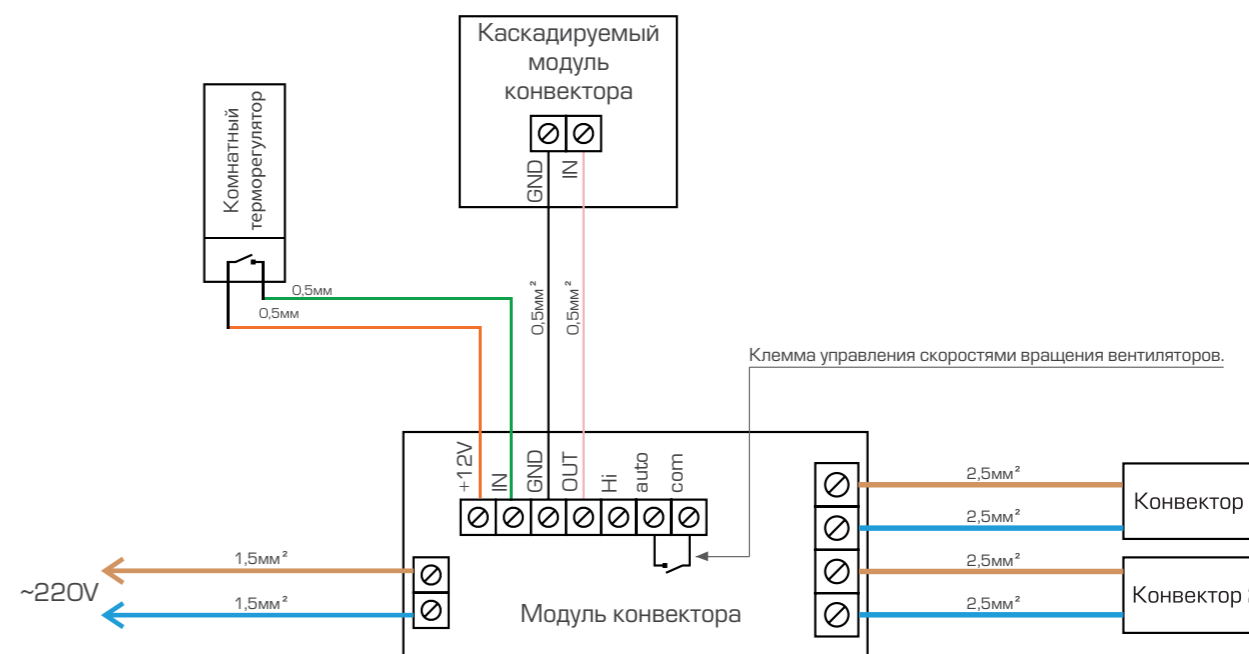 Каскадируемый
модуль
конвектора
GND
IN
Комнатный
терморегулятор
0,5мм
0,5мм
0,5мм²
0,5мм²
Клемма управления скоростями вращения вентиляторов.
+12V
IN
GND
OUT
Hi
auto
com
2,5мм²
Конвектор
2,5мм²
2,5мм²
Конвектор
2,5мм²
~220V
1,5мм²
1,5мм²
Модуль конвектора